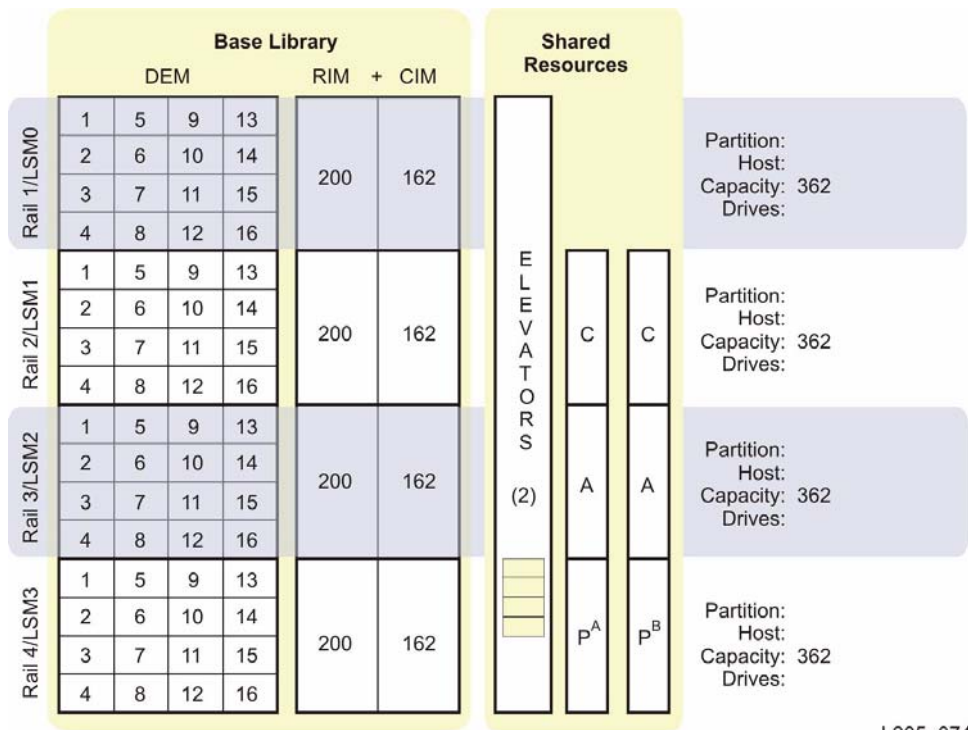 Base Library
Shared
Resources
DEM
RIM + CIM
Rail 1/LSM0
1 5 9 13
2 6 10 14
3 7 11 15
4 8 12 16
200 162
Partition:
Host:
Capacity: 362
Drives:
Rail 2/LSM1
1 5 9 13
2 6 10 14
3 7 11 15
4 8 12 16
200 162
ELEVATORS
(2)
C C
Partition:
Host:
Capacity: 362
Drives:
Rail 3/LSM2
1 5 9 13
2 6 10 14
3 7 11 15
4 8 12 16
200 162
A A
Partition:
Host:
Capacity: 362
Drives:
Rail 4/LSM3
1 5 9 13
2 6 10 14
3 7 11 15
4 8 12 16
200 162
P^A P^B
Partition:
Host:
Capacity: 362
Drives: